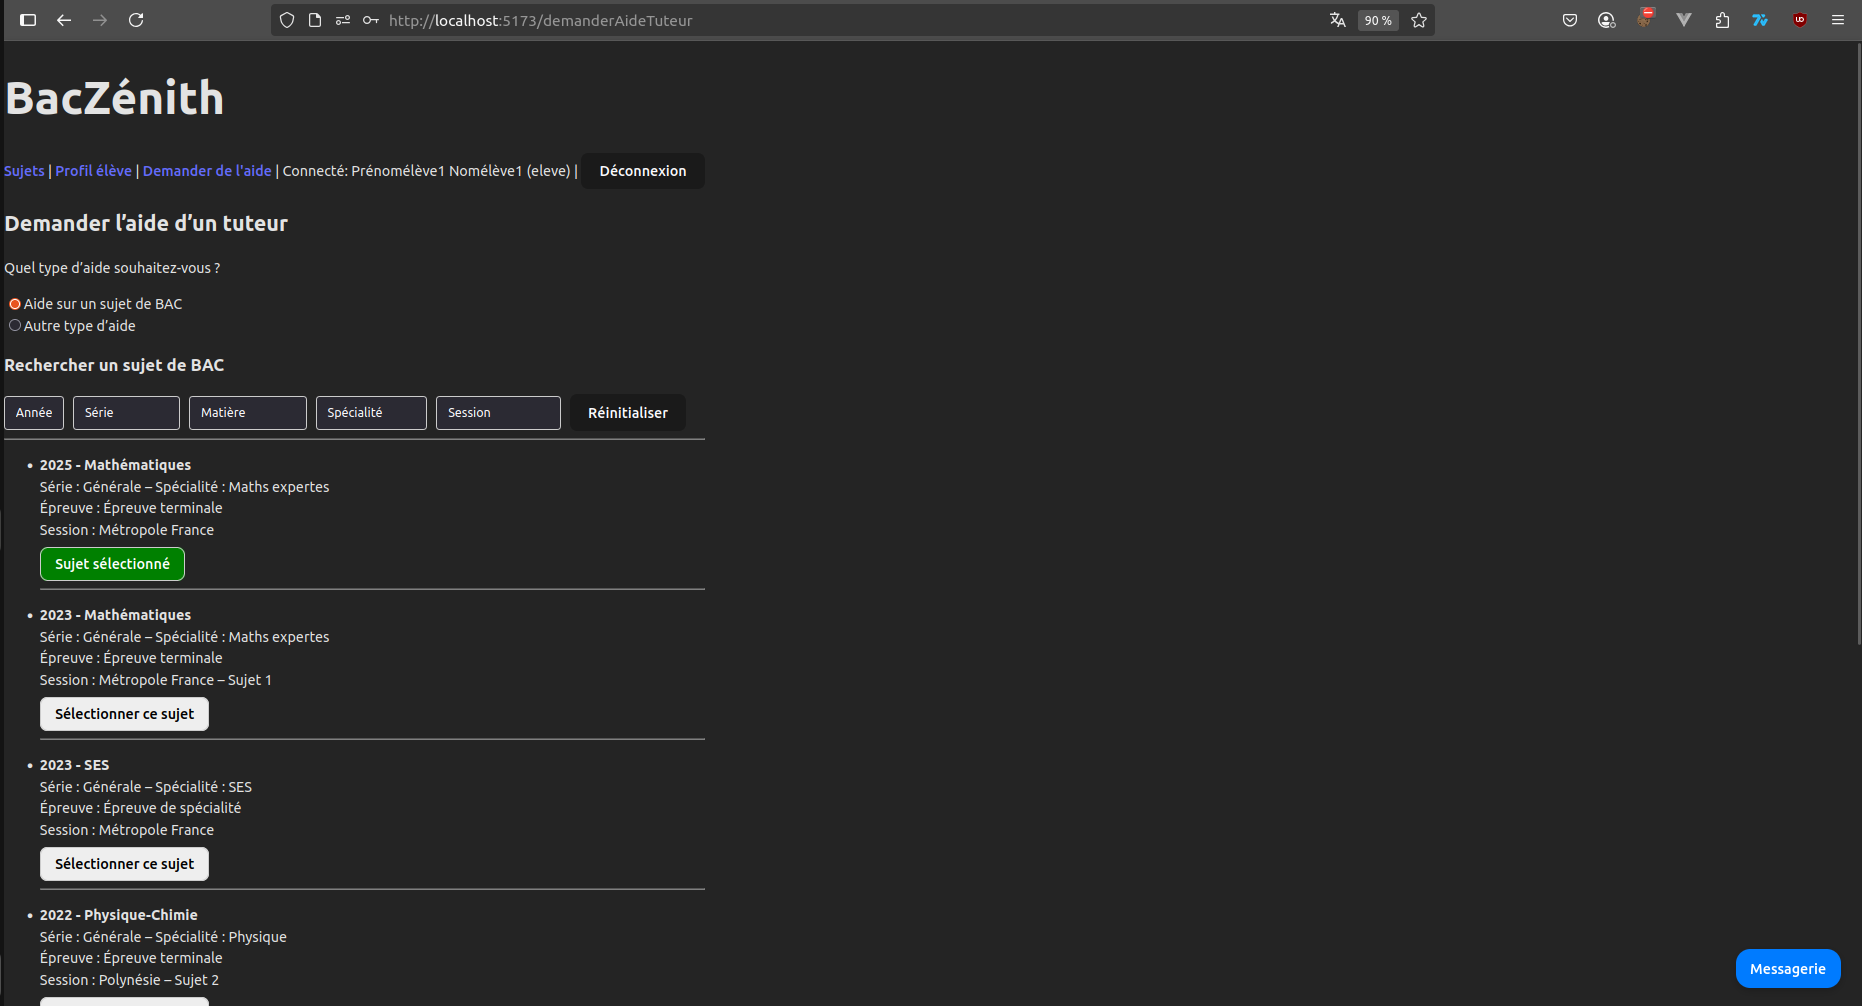 http://localhost:5173/demanderAideTuteur 90 %
BacZénith
Sujets | Profil élève | Demander de l'aide | Connecté: Prénomélève1 Nomélève1 (eleve) | Déconnexion
Demander l’aide d’un tuteur
Quel type d’aide souhaitez-vous ?
Aide sur un sujet de BAC
Autre type d’aide
Rechercher un sujet de BAC
Année Série Matière Spécialité Session Réinitialiser
• 2025 - Mathématiques
Série : Générale – Spécialité : Maths expertes
Épreuve : Épreuve terminale
Session : Métropole France
Sujet sélectionné
• 2023 - Mathématiques
Série : Générale – Spécialité : Maths expertes
Épreuve : Épreuve terminale
Session : Métropole France – Sujet 1
Sélectionner ce sujet
• 2023 - SES
Série : Générale – Spécialité : SES
Épreuve : Épreuve de spécialité
Session : Métropole France
Sélectionner ce sujet
• 2022 - Physique-Chimie
Série : Générale – Spécialité : Physique
Épreuve : Épreuve terminale
Session : Polynésie – Sujet 2
Messagerie